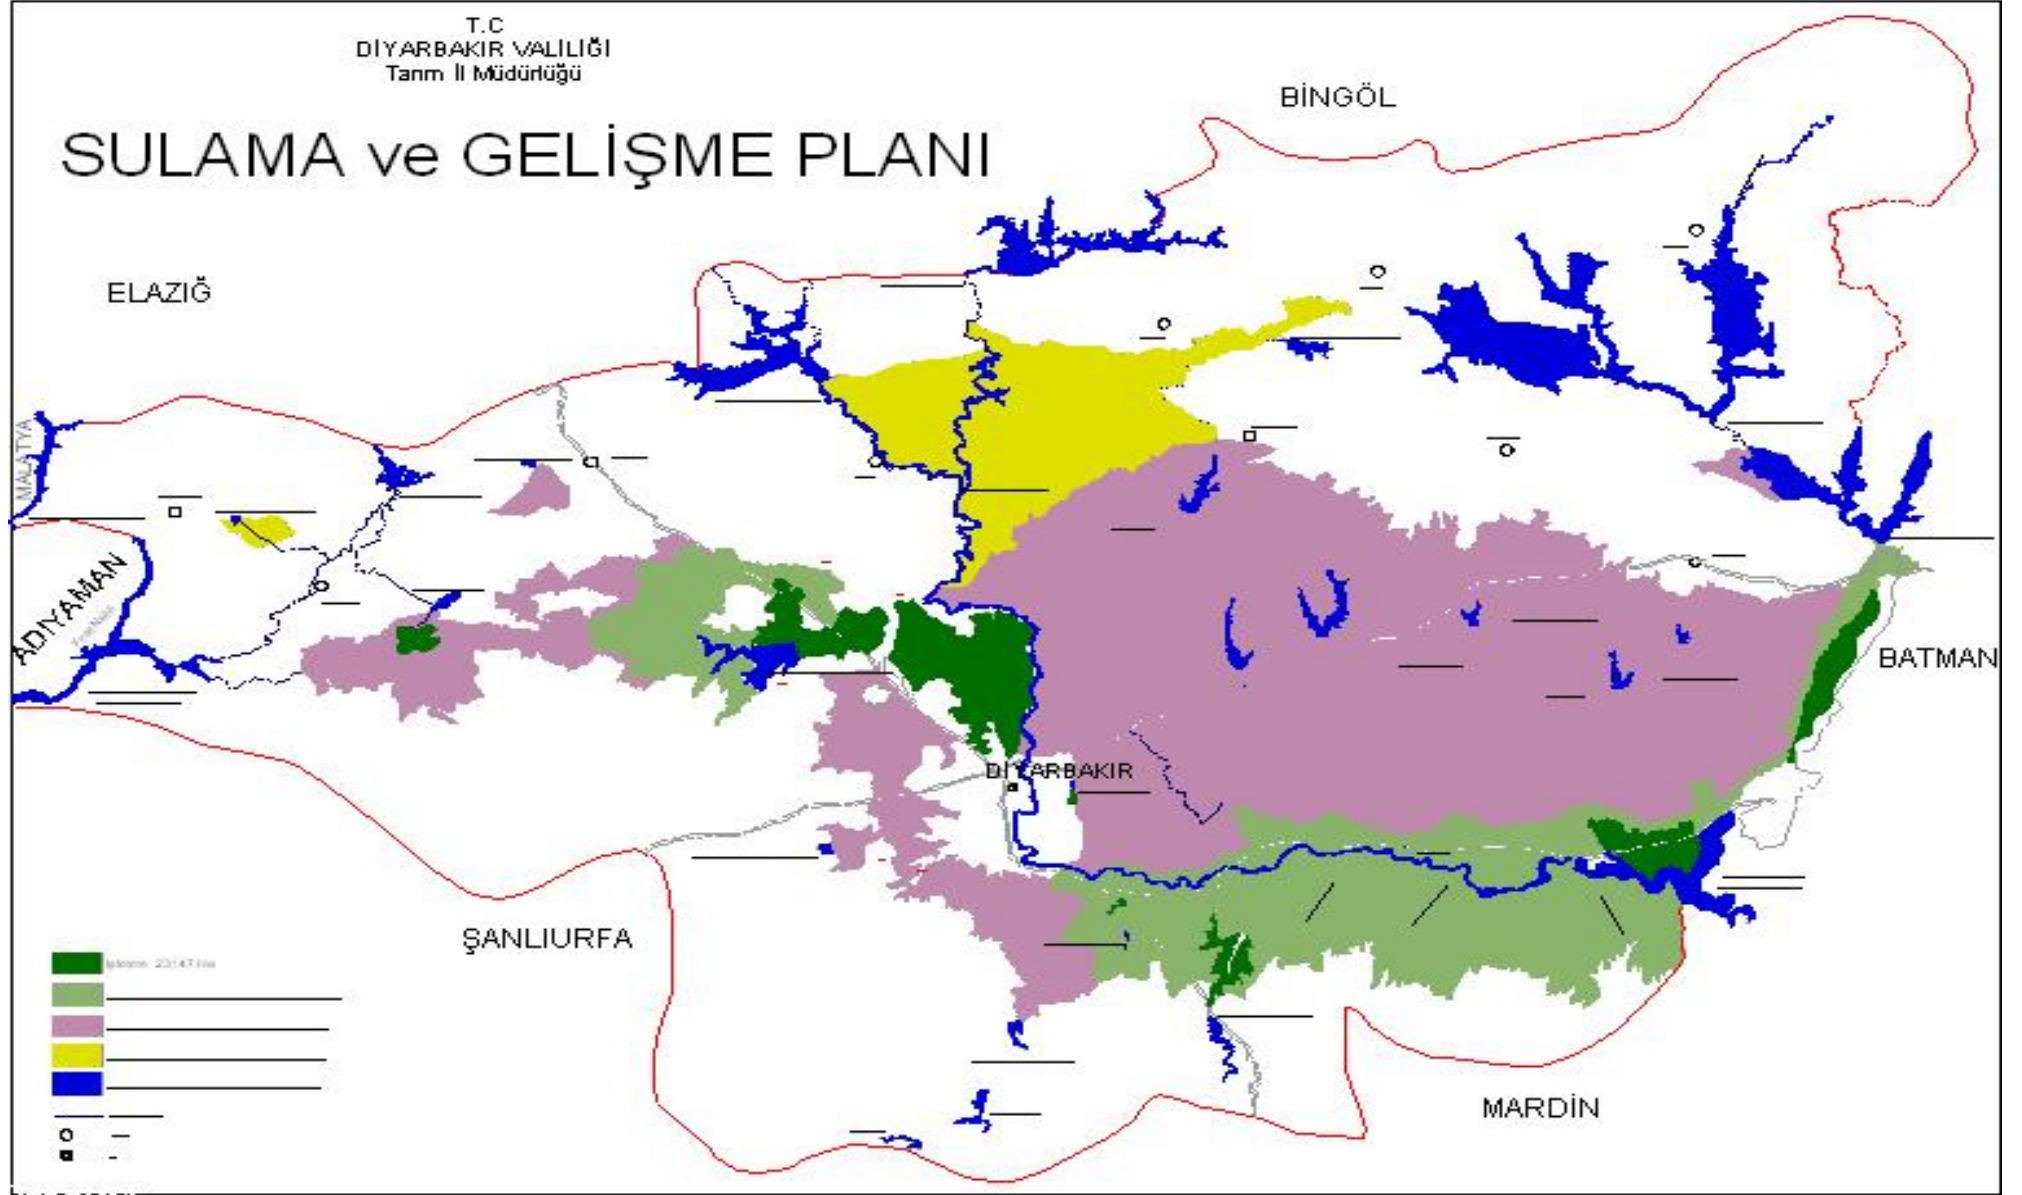 T.C
DİYARBAKIR VALİLİĞİ
Tarım İl Müdürlüğü
SULAMA ve GELİŞME PLANI
BİNGÖL
ELAZIĞ
MALATYA
ADIYAMAN
BATMAN
DİYARBAKIR
ŞANLIURFA
MARDİN